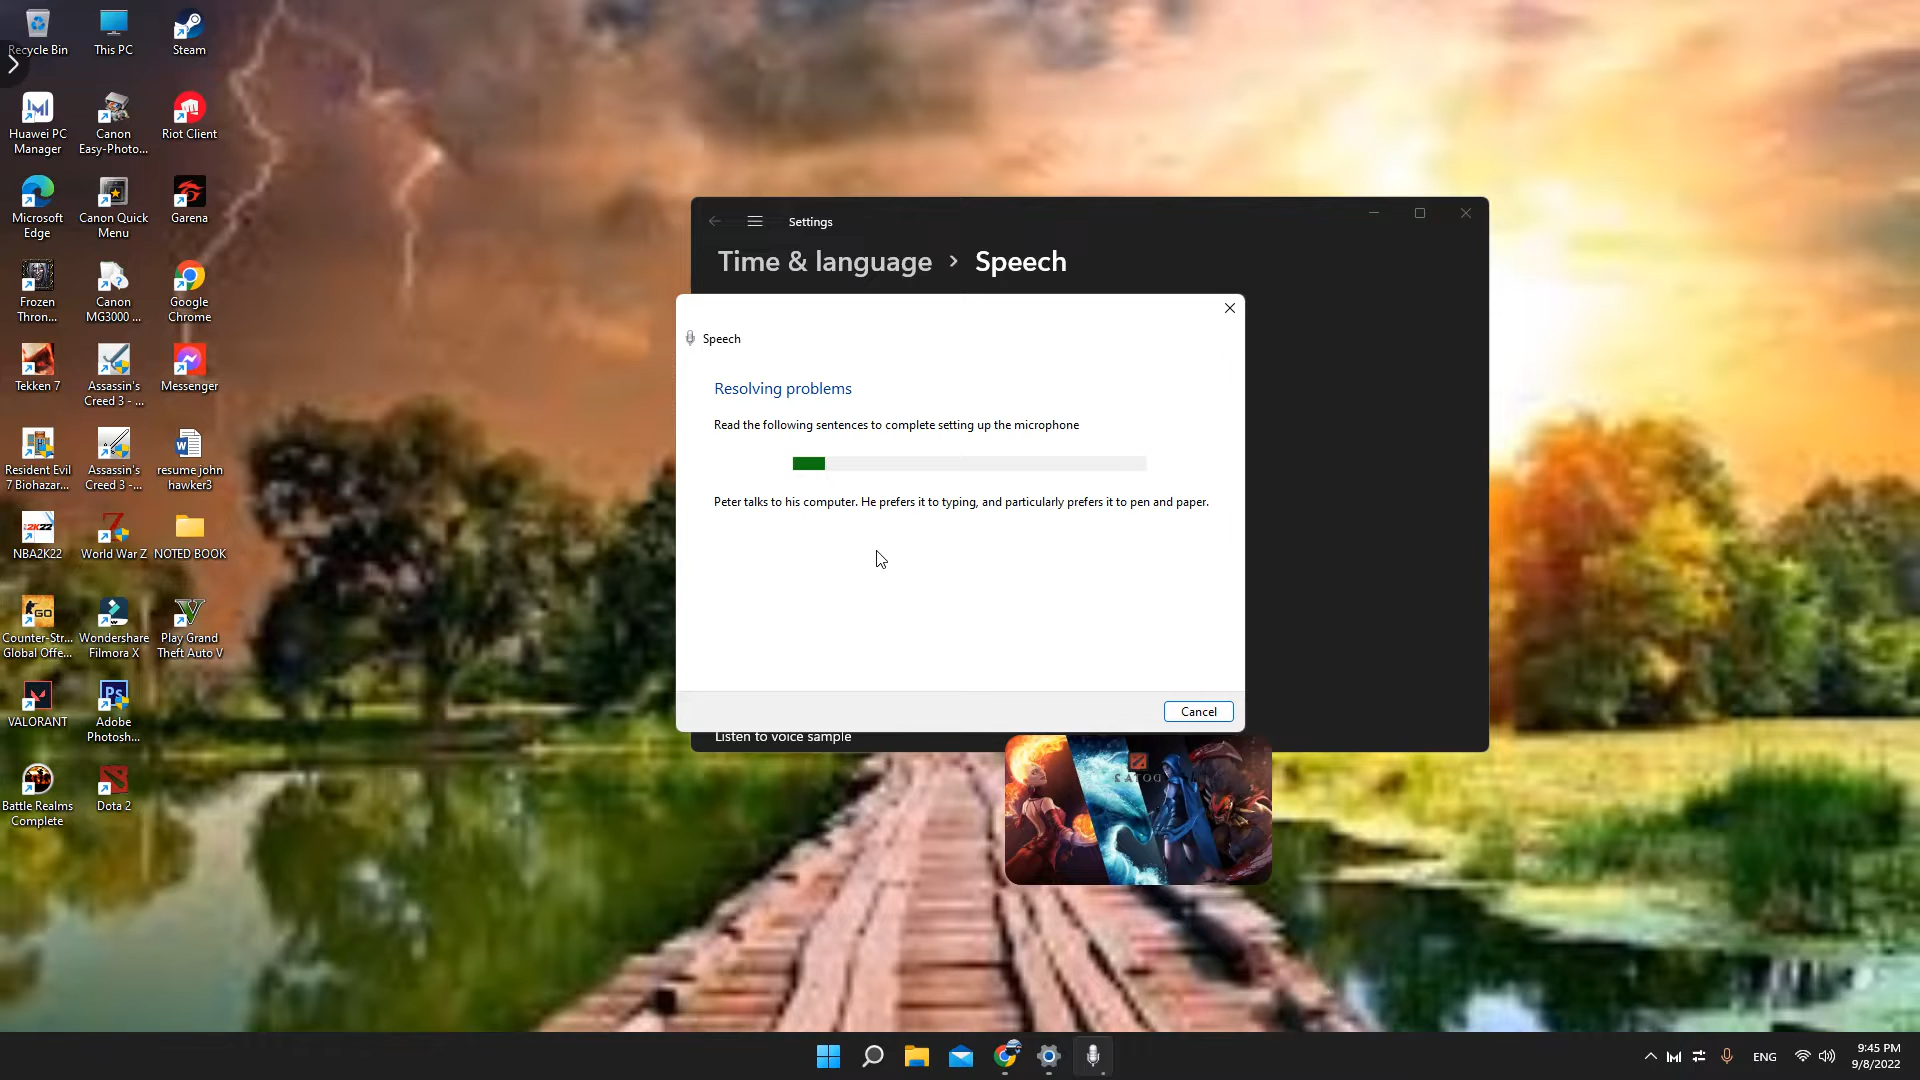 Recycle Bin
This PC
Steam
Huawei PC
Manager
Canon
Easy-Photo...
Riot Client
Microsoft
Edge
Canon Quick
Menu
Garena
Frozen
Thron...
Canon
MG3000 ...
Google
Chrome
Tekken 7
Assassin's
Creed 3 - ...
Messenger
Resident Evil
7 Biohazar...
Assassin's
Creed 3 -...
resume john
hawker3
NBA2K22
World War Z
NOTED BOOK
Counter-Str...
Global Offe...
Wondershare
Filmora X
Play Grand
Theft Auto V
VALORANT
Adobe
Photosh...
Battle Realms
Complete
Dota 2
Settings
Time & language > Speech
Speech
Resolving problems
Read the following sentences to complete setting up the microphone
Peter talks to his computer. He prefers it to typing, and particularly prefers it to pen and paper.
Cancel
Listen to voice sample
DOTA 2
ENG
9:45 PM
9/8/2022